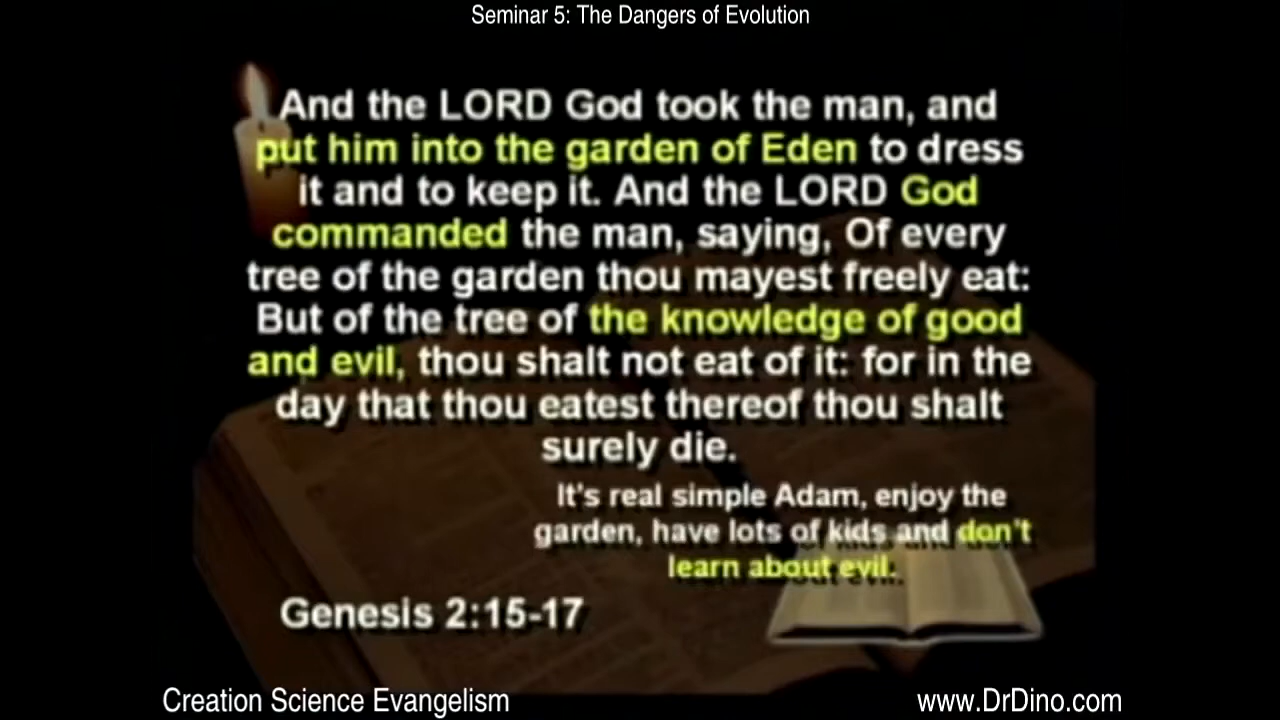 Seminar 5: The Dangers of Evolution
And the LORD God took the man, and
put him into the garden of Eden to dress
it and to keep it. And the LORD God
commanded the man, saying, Of every
tree of the garden thou mayest freely eat:
But of the tree of the knowledge of good
and evil, thou shalt not eat of it: for in the
day that thou eatest thereof thou shalt
surely die.
It's real simple Adam, enjoy the
garden, have lots of kids and don't
learn about evil.
Genesis 2:15-17
Creation Science Evangelism
www.DrDino.com